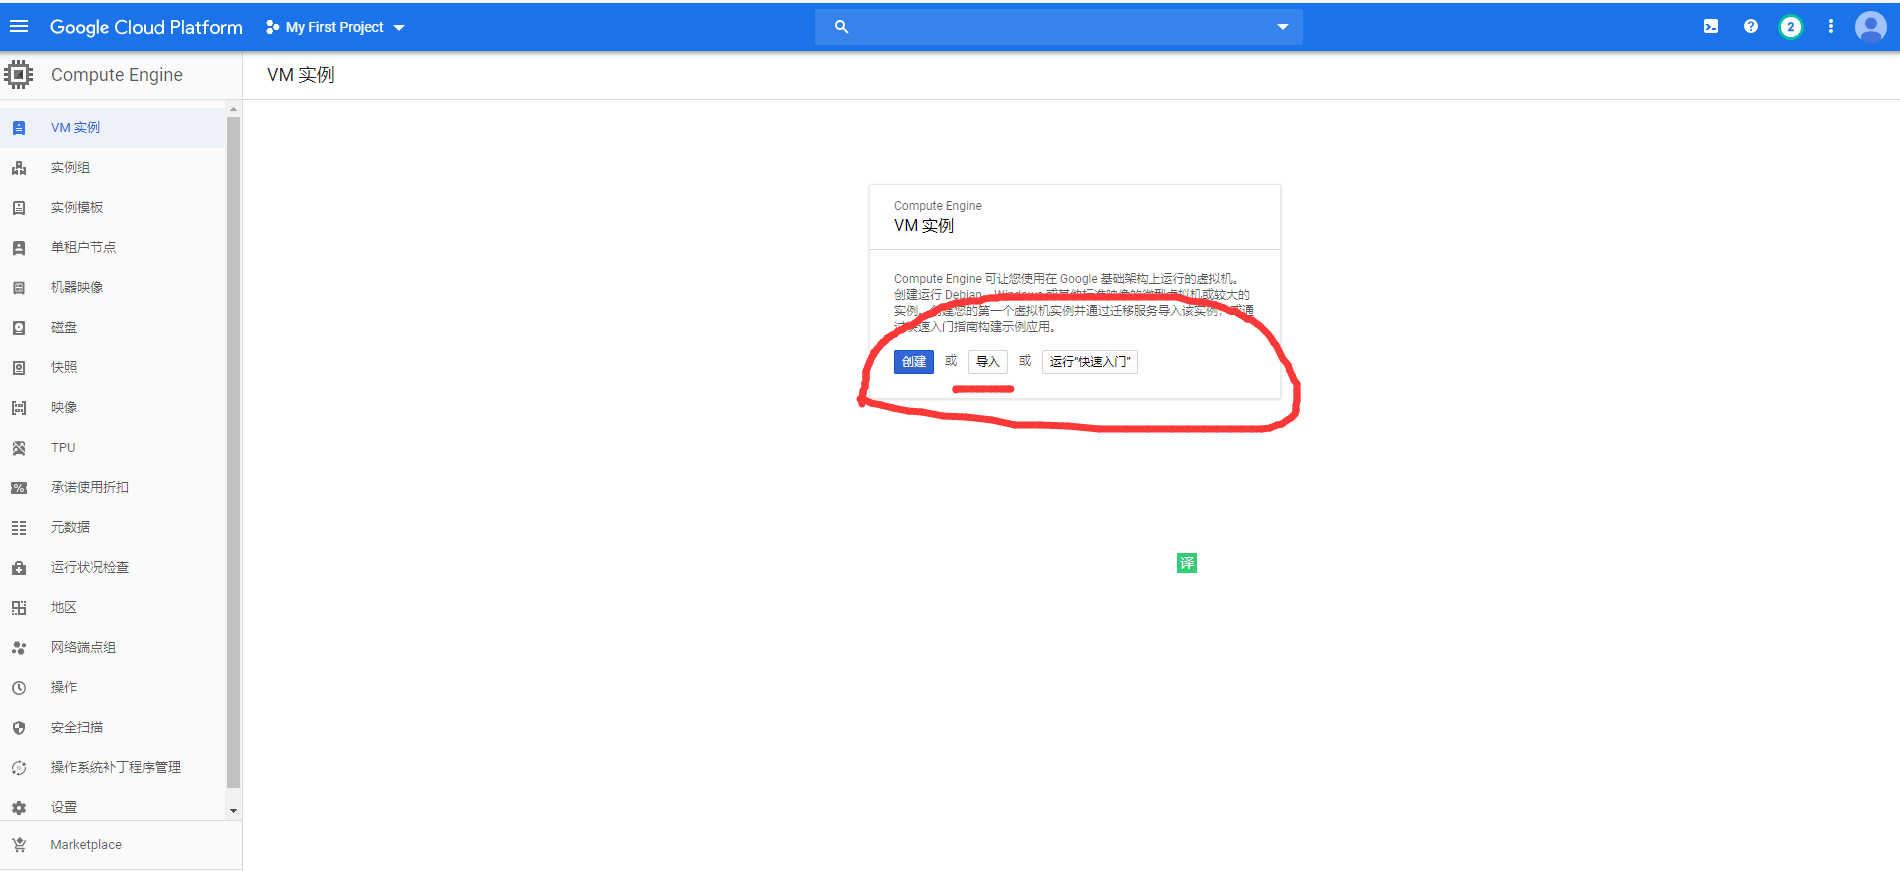 Google Cloud Platform
My First Project
2
Compute Engine
VM 实例
VM 实例
实例组
实例模板
单租户节点
机器映像
磁盘
快照
映像
TPU
承诺使用折扣
元数据
运行状况检查
地区
网络端点组
操作
安全扫描
操作系统补丁程序管理
设置
Marketplace
Compute Engine
VM 实例
Compute Engine 可让您使用在 Google 基础架构上运行的虚拟机。
创建运行 Debian、Windows 或其他标准映像的微型虚拟机或较大的
实例。创建您的第一个虚拟机实例并通过迁移服务导入该实例，或通
过快速入门指南构建示例应用。
创建 或 导入 或 运行“快速入门”
译